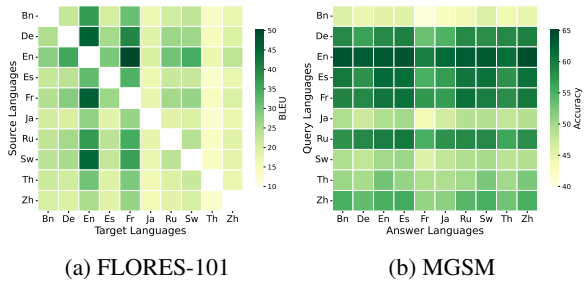 Source Languages
Bn
De
En
Es
Fr
Ja
Ru
Sw
Th
Zh
Bn De En Es Fr Ja Ru Sw Th Zh
Target Languages
50
45
40
35
30
25
20
15
10
BLEU
(a) FLORES-101
Query Languages
Bn
De
En
Es
Fr
Ja
Ru
Sw
Th
Zh
Bn De En Es Fr Ja Ru Sw Th Zh
Answer Languages
65
60
55
50
45
40
Accuracy
(b) MGSM